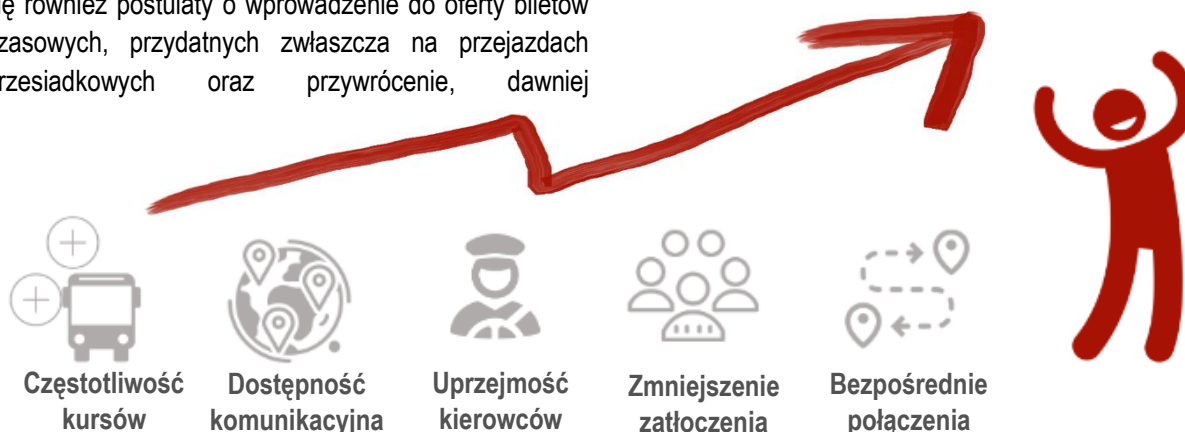 ię również postulaty o wprowadzenie do oferty biletów
zasowych, przydatnych zwłaszcza na przejazdach
rzesiadkowych oraz przywrócenie, dawniej
Częstotliwość kursów
Dostępność komunikacyjna
Uprzejmość kierowców
Zmniejszenie zatłoczenia
Bezpośrednie połączenia